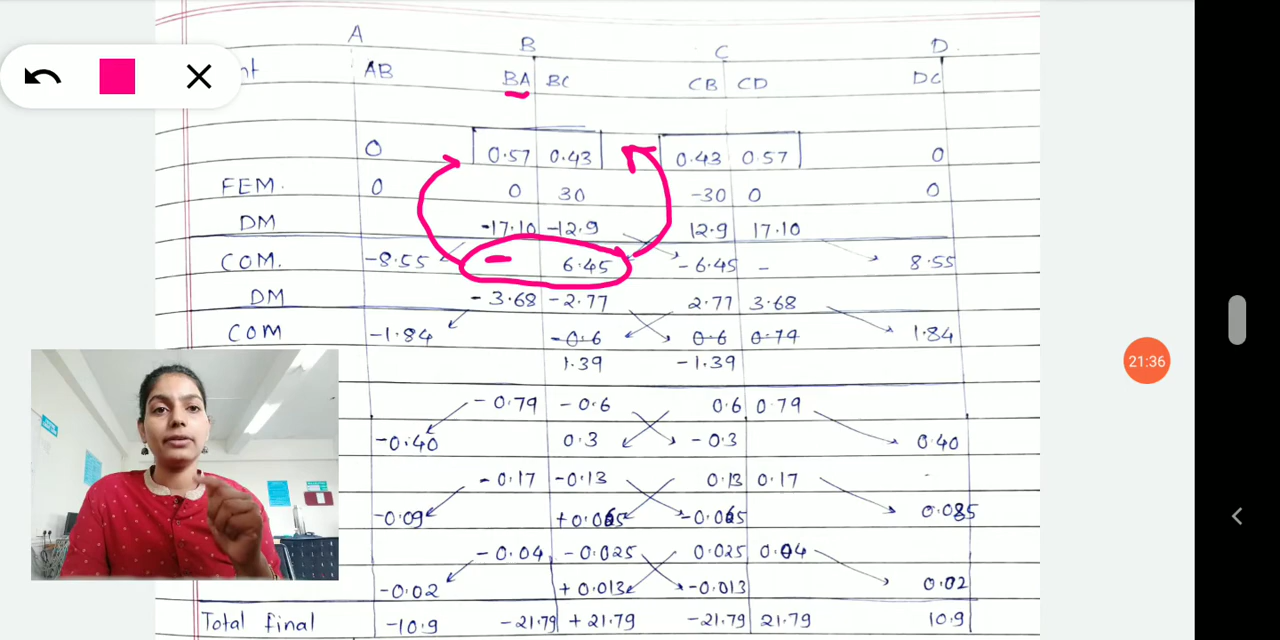 A B C D
nt AB BA BC CB CD DC
0 0.57 0.43 0.43 0.57 0
FEM. 0 0 30 -30 0 0
DM -17.10 -12.9 12.9 17.10
COM. -8.55 - 6.45 -6.45 - 8.55
DM -3.68 -2.77 2.77 3.68
COM -1.84 -0.6 0.6 0.79 1.84
1.39 -1.39
-0.79 -0.6 0.6 0.79
-0.40 0.3 -0.3 0.40
-0.17 -0.13 0.13 0.17 -
-0.09 +0.065 -0.065 0.085
-0.04 -0.025 0.025 0.04
-0.02 +0.013 -0.013 0.02
Total final -10.9 -21.79 +21.79 -21.79 21.79 10.9
21:36